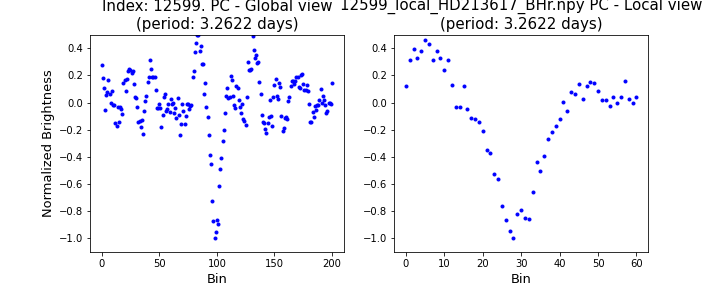 Index: 12599. PC - Global view
(period: 3.2622 days)
12599_local_HD213617_BHr.npy PC - Local view
(period: 3.2622 days)
Normalized Brightness
0.4
0.2
0.0
−0.2
−0.4
−0.6
−0.8
−1.0
0 50 100 150 200
Bin
0.4
0.2
0.0
−0.2
−0.4
−0.6
−0.8
−1.0
0 10 20 30 40 50 60
Bin